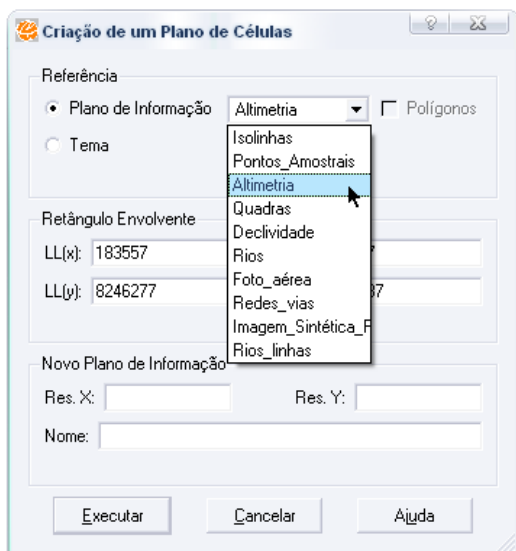 Criação de um Plano de Células
Referência
Plano de Informação Altimetria Polígonos
Tema
Isolinhas
Pontos_Amostrais
Altimetria
Quadras
Declividade
Rios
Foto_aérea
Redes_vias
Imagem_Sintética_F
Rios_linhas
Retângulo Envolvente
LL(x): 183557
LL(y): 8246277
Novo Plano de Informação
Res. X: Res. Y:
Nome:
Executar Cancelar Ajuda